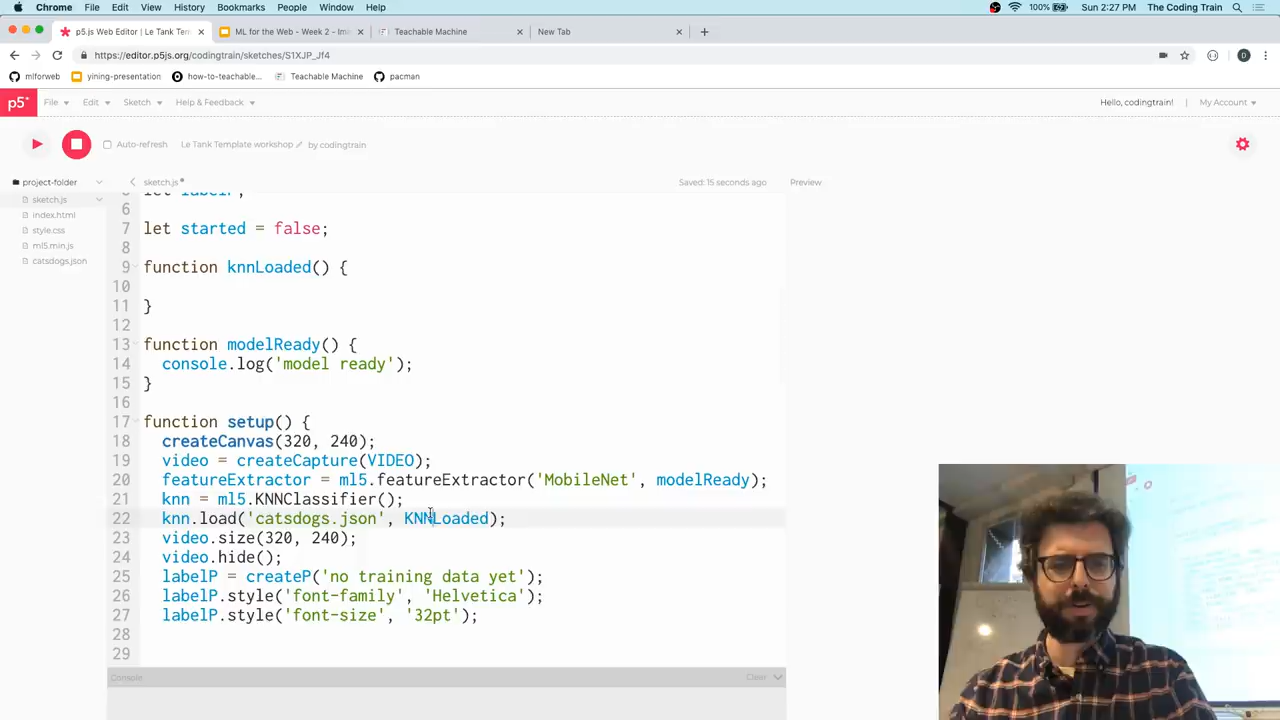 Chrome File Edit View History Bookmarks People Window Help 100% Sun 2:27 PM The Coding Train
p5.js Web Editor | Le Tank Tem ML for the Web - Week 2 - Im Teachable Machine New Tab
https://editor.p5js.org/codingtrain/sketches/S1XJP_Jf4
mlforweb yining-presentation how-to-teachable... Teachable Machine pacman
p5* File Edit Sketch Help & Feedback Hello, codingtrain! | My Account
Auto-refresh Le Tank Template workshop by codingtrain
project-folder sketch.js Saved: 15 seconds ago Preview
sketch.js
index.html
style.css
ml5.min.js
catsdogs.json
let labelP;
6
7 let started = false;
8
9 function knnLoaded() {
10
11 }
12
13 function modelReady() {
14 console.log('model ready');
15 }
16
17 function setup() {
18 createCanvas(320, 240);
19 video = createCapture(VIDEO);
20 featureExtractor = ml5.featureExtractor('MobileNet', modelReady);
21 knn = ml5.KNNClassifier();
22 knn.load('catsdogs.json', KNNLoaded);
23 video.size(320, 240);
24 video.hide();
25 labelP = createP('no training data yet');
26 labelP.style('font-family', 'Helvetica');
27 labelP.style('font-size', '32pt');
28
29
Console Clear